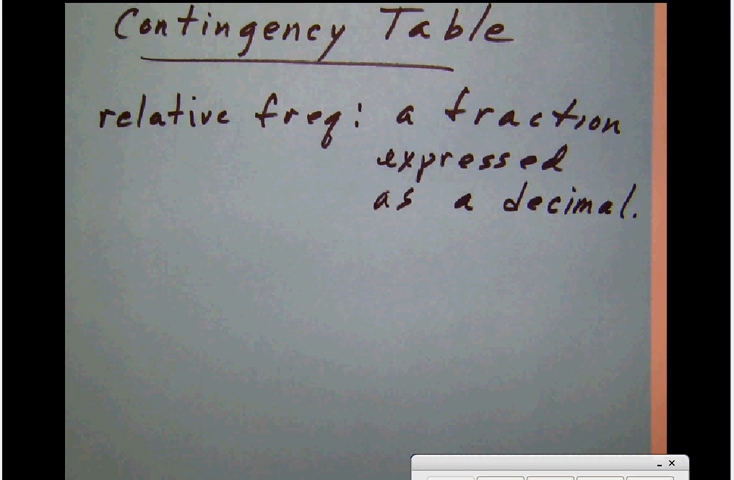 Contingency Table
relative freq: a fraction
expressed
as a decimal.